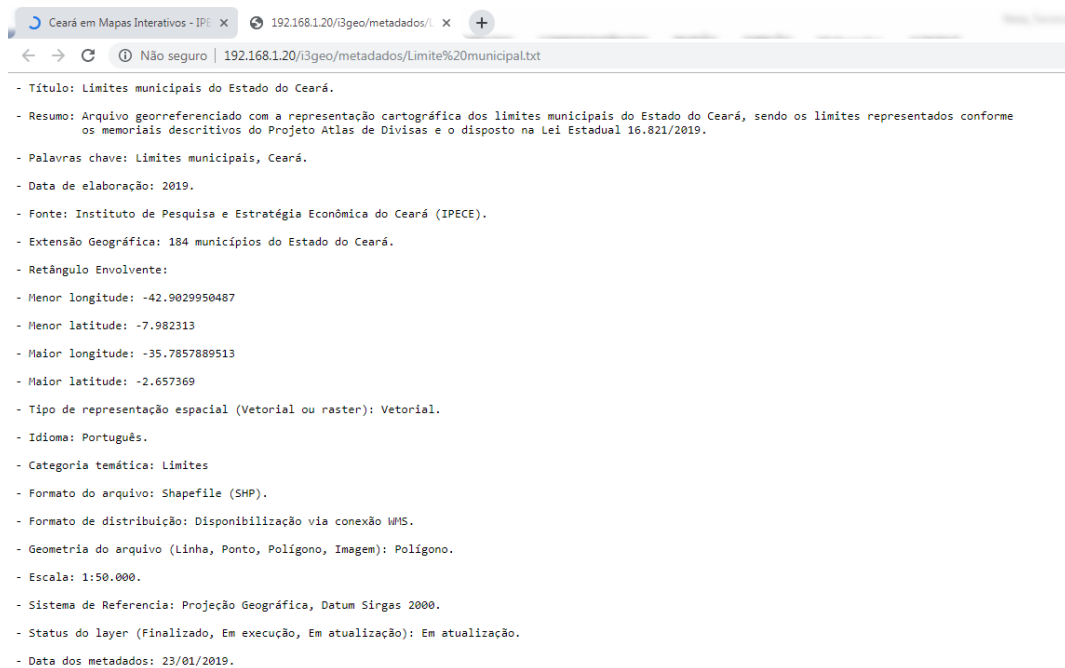 Ceará em Mapas Interativos - IPE
192.168.1.20/i3geo/metadados/L
Não seguro | 192.168.1.20/i3geo/metadados/Limite%20municipal.txt
- Título: Limites municipais do Estado do Ceará.
- Resumo: Arquivo georreferenciado com a representação cartográfica dos limites municipais do Estado do Ceará, sendo os limites representados conforme
os memoriais descritivos do Projeto Atlas de Divisas e o disposto na Lei Estadual 16.821/2019.
- Palavras chave: Limites municipais, Ceará.
- Data de elaboração: 2019.
- Fonte: Instituto de Pesquisa e Estratégia Econômica do Ceará (IPECE).
- Extensão Geográfica: 184 municípios do Estado do Ceará.
- Retângulo Envolvente:
- Menor longitude: -42.9029950487
- Menor latitude: -7.982313
- Maior longitude: -35.7857889513
- Maior latitude: -2.657369
- Tipo de representação espacial (Vetorial ou raster): Vetorial.
- Idioma: Português.
- Categoria temática: Limites
- Formato do arquivo: Shapefile (SHP).
- Formato de distribuição: Disponibilização via conexão WMS.
- Geometria do arquivo (Linha, Ponto, Polígono, Imagem): Polígono.
- Escala: 1:50.000.
- Sistema de Referencia: Projeção Geográfica, Datum Sirgas 2000.
- Status do layer (Finalizado, Em execução, Em atualização): Em atualização.
- Data dos metadados: 23/01/2019.